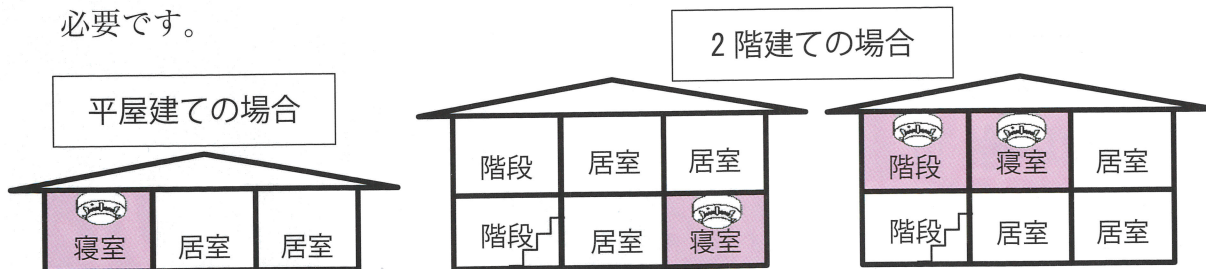 必要です。
2階建ての場合
平屋建ての場合
階段 居室 居室
階段 居室 寝室
階段 寝室 居室
階段 居室 居室
寝室 居室 居室